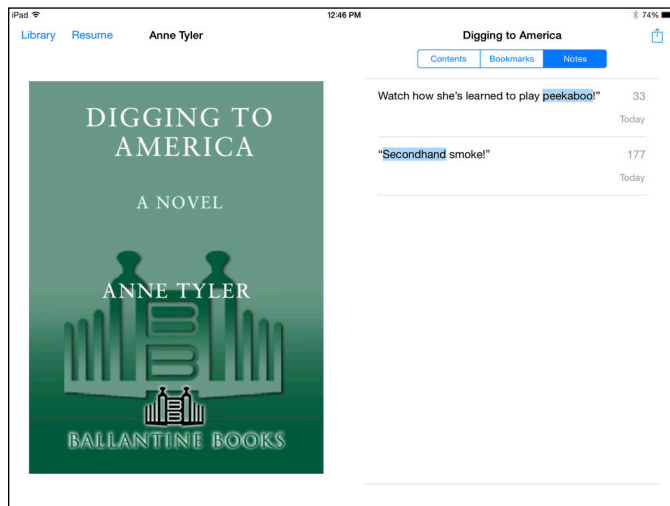 iPad 12:46 PM 74%
Library Resume Anne Tyler Digging to America
Contents Bookmarks Notes
DIGGING TO
AMERICA
A NOVEL
ANNE TYLER
BALLANTINE BOOKS
Watch how she’s learned to play peekaboo!” 33
Today
“Secondhand smoke!” 177
Today